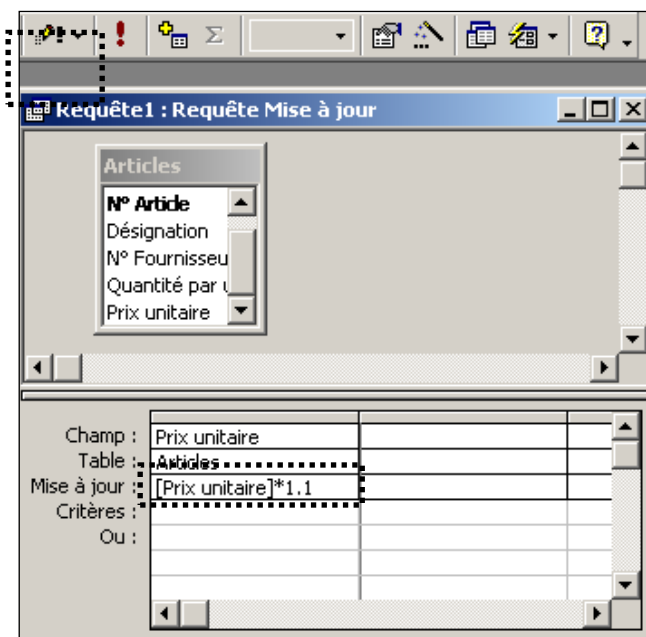 Requête1 : Requête Mise à jour
Articles
N° Article
Désignation
N° Fournisseu
Quantité par u
Prix unitaire
Champ : Prix unitaire
Table : Articles
Mise à jour : [Prix unitaire]*1.1
Critères :
Ou :